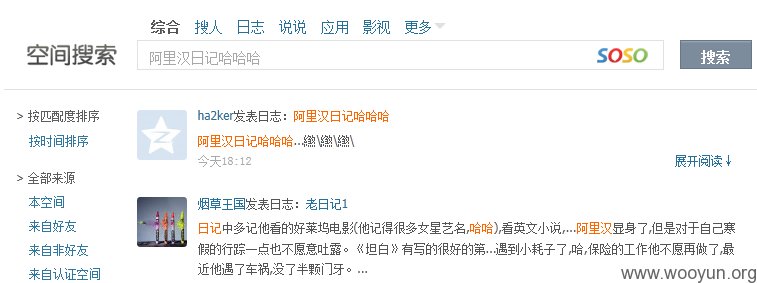 综合 搜人 日志 说说 应用 影视 更多
空间搜索 阿里汉日记哈哈哈 SOSO 搜索
> 按匹配度排序
按时间排序
> 全部来源
本空间
来自好友
来自非好友
来自认证空间
ha2ker发表日志：阿里汉日记哈哈哈
阿里汉日记哈哈哈...繳\繳\繳\
今天18:12 展开阅读↓
烟草王国发表日志：老日记1
日记中多记他看的好莱坞电影(他记得很多女星艺名,哈哈),看英文小说,...阿里汉显身了,但是对于自己寒
假的行踪一点也不愿意吐露。《坦白》有写的很好的第...遇到小耗子了,哈,保险的工作他不愿再做了,最
近他遇了车祸,没了半颗门牙。...
www.wooyun.org